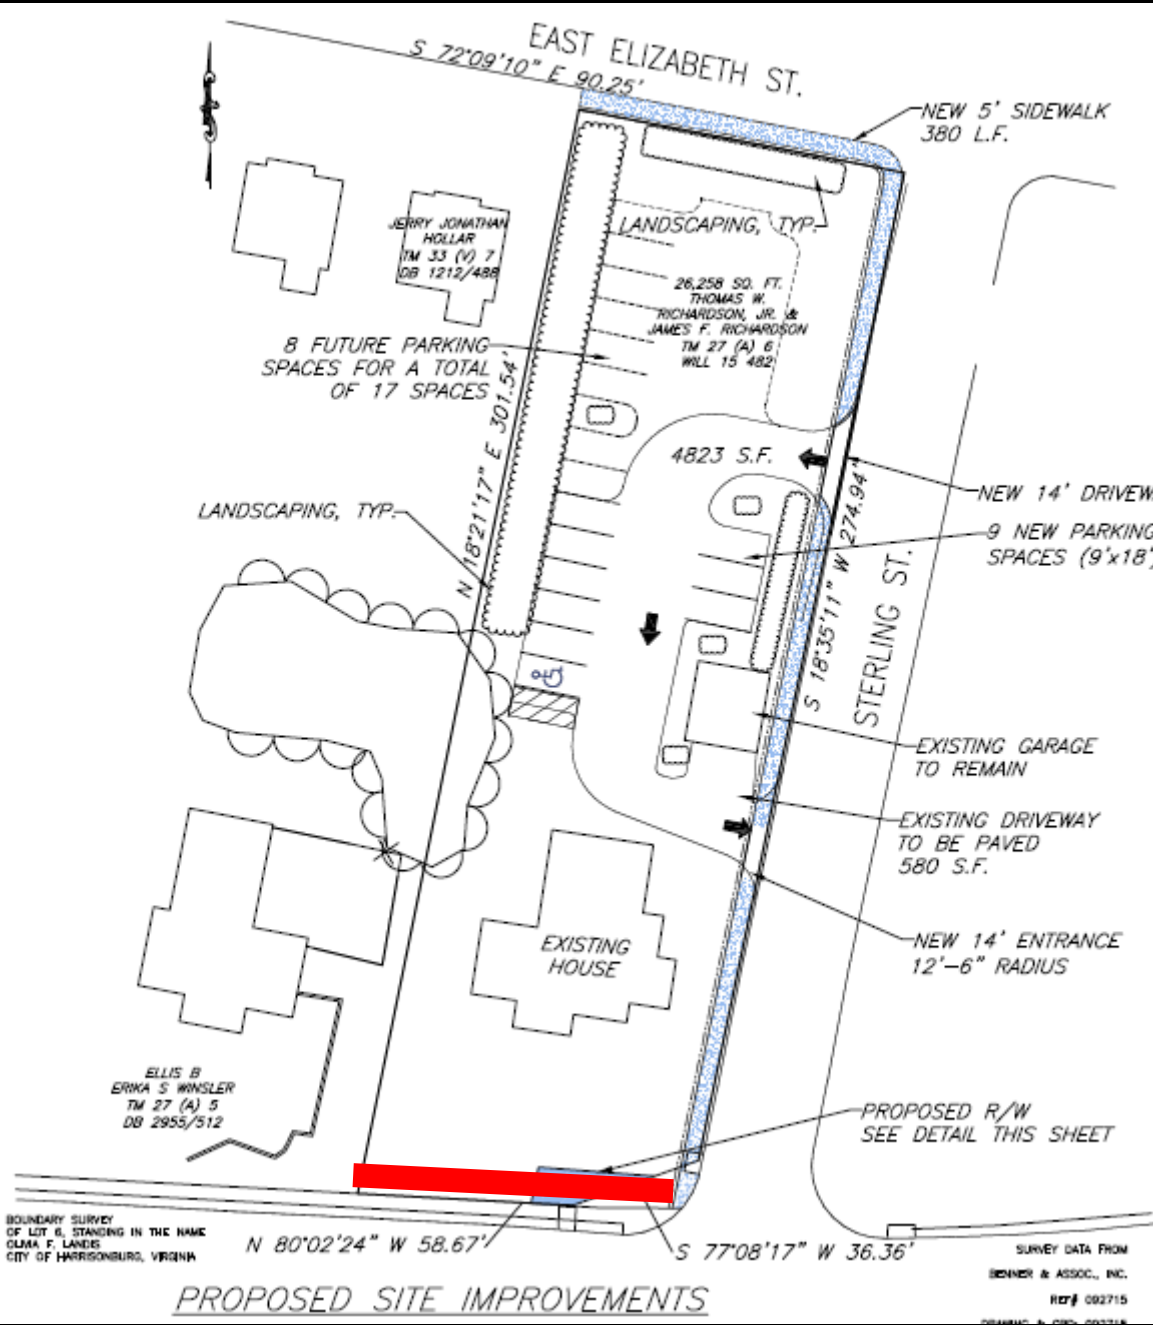 EAST ELIZABETH ST.
S 72°09'10" E 90.25'
NEW 5' SIDEWALK
380 L.F.
JERRY JONATHAN
HOLLAR
TM 33 (V) 7
DB 1212/488
LANDSCAPING, TYP.
26,258 SQ. FT.
THOMAS W.
RICHARDSON, JR. &
JAMES F. RICHARDSON
TM 27 (A) 6
WILL 15 482
8 FUTURE PARKING
SPACES FOR A TOTAL
OF 17 SPACES
N 18°21'17" E 301.54'
4823 S.F.
NEW 14' DRIVEW
9 NEW PARKING
SPACES (9'x18')
LANDSCAPING, TYP.
S 18°35'11" W 274.94'
STERLING ST.
EXISTING GARAGE
TO REMAIN
EXISTING DRIVEWAY
TO BE PAVED
580 S.F.
NEW 14' ENTRANCE
12'-6" RADIUS
EXISTING
HOUSE
ELLIS B
ERIKA S WINSLER
TM 27 (A) 5
DB 2955/512
PROPOSED R/W
SEE DETAIL THIS SHEET
BOUNDARY SURVEY
OF LOT 6, STANDING IN THE NAME
F. LANDIS
CITY OF HARRISONBURG, VIRGINIA
N 80°02'24" W 58.67'
S 77°08'17" W 36.36'
SURVEY DATA FROM
BENNER & ASSOC., INC.
REF# 092715
PROPOSED SITE IMPROVEMENTS